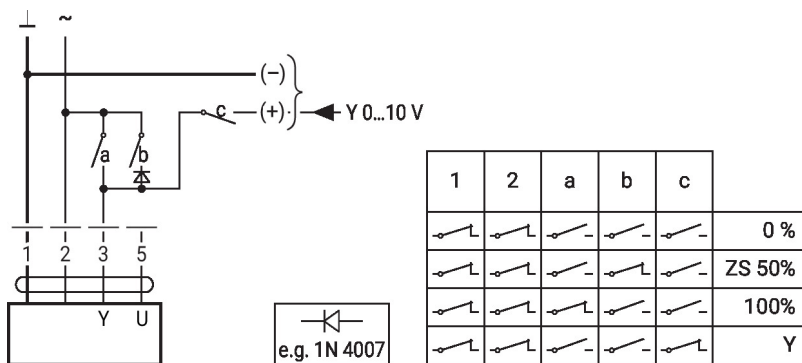 ⊥ ~
(–)
c (+) Y 0...10 V
a b
1 2 3 5
Y U
e.g. 1N 4007
1 2 a b c
0 %
ZS 50%
100%
Y